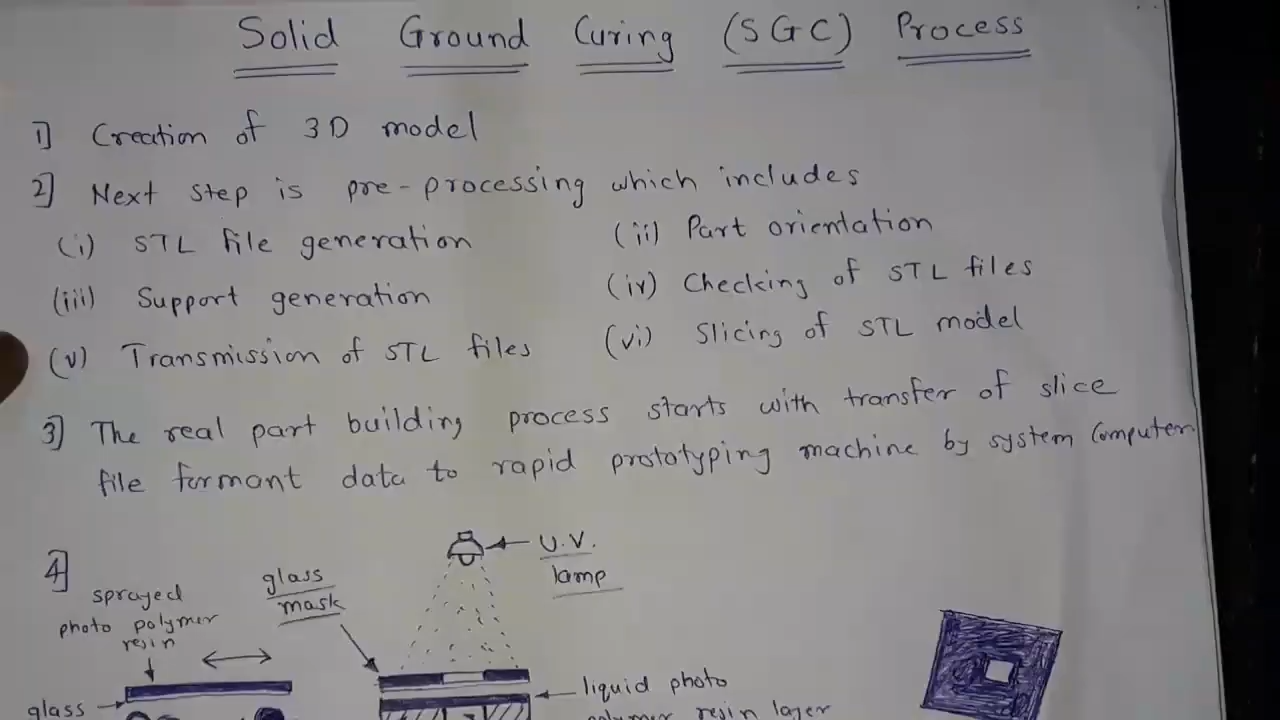 Solid Ground Curing (SGC) Process
1] Creation of 3D model
2] Next step is pre-processing which includes
(i) STL file generation (ii) Part orientation
(iii) Support generation (iv) Checking of STL files
(v) Transmission of STL files (vi) Slicing of STL model
3] The real part building process starts with transfer of slice
file formant data to rapid prototyping machine by system computer
4]
sprayed
photo polymer
resin
glass
glass
mask
U.V.
lamp
liquid photo
polymer resin layer